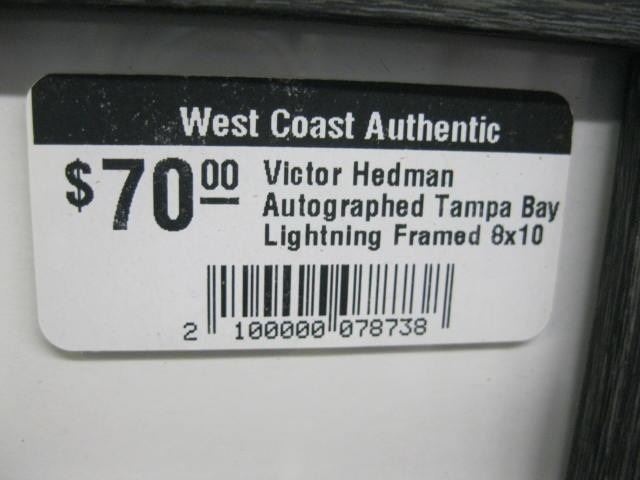 West Coast Authentic
$70.00
Victor Hedman
Autographed Tampa Bay
Lightning Framed 8x10
2 100000 078738